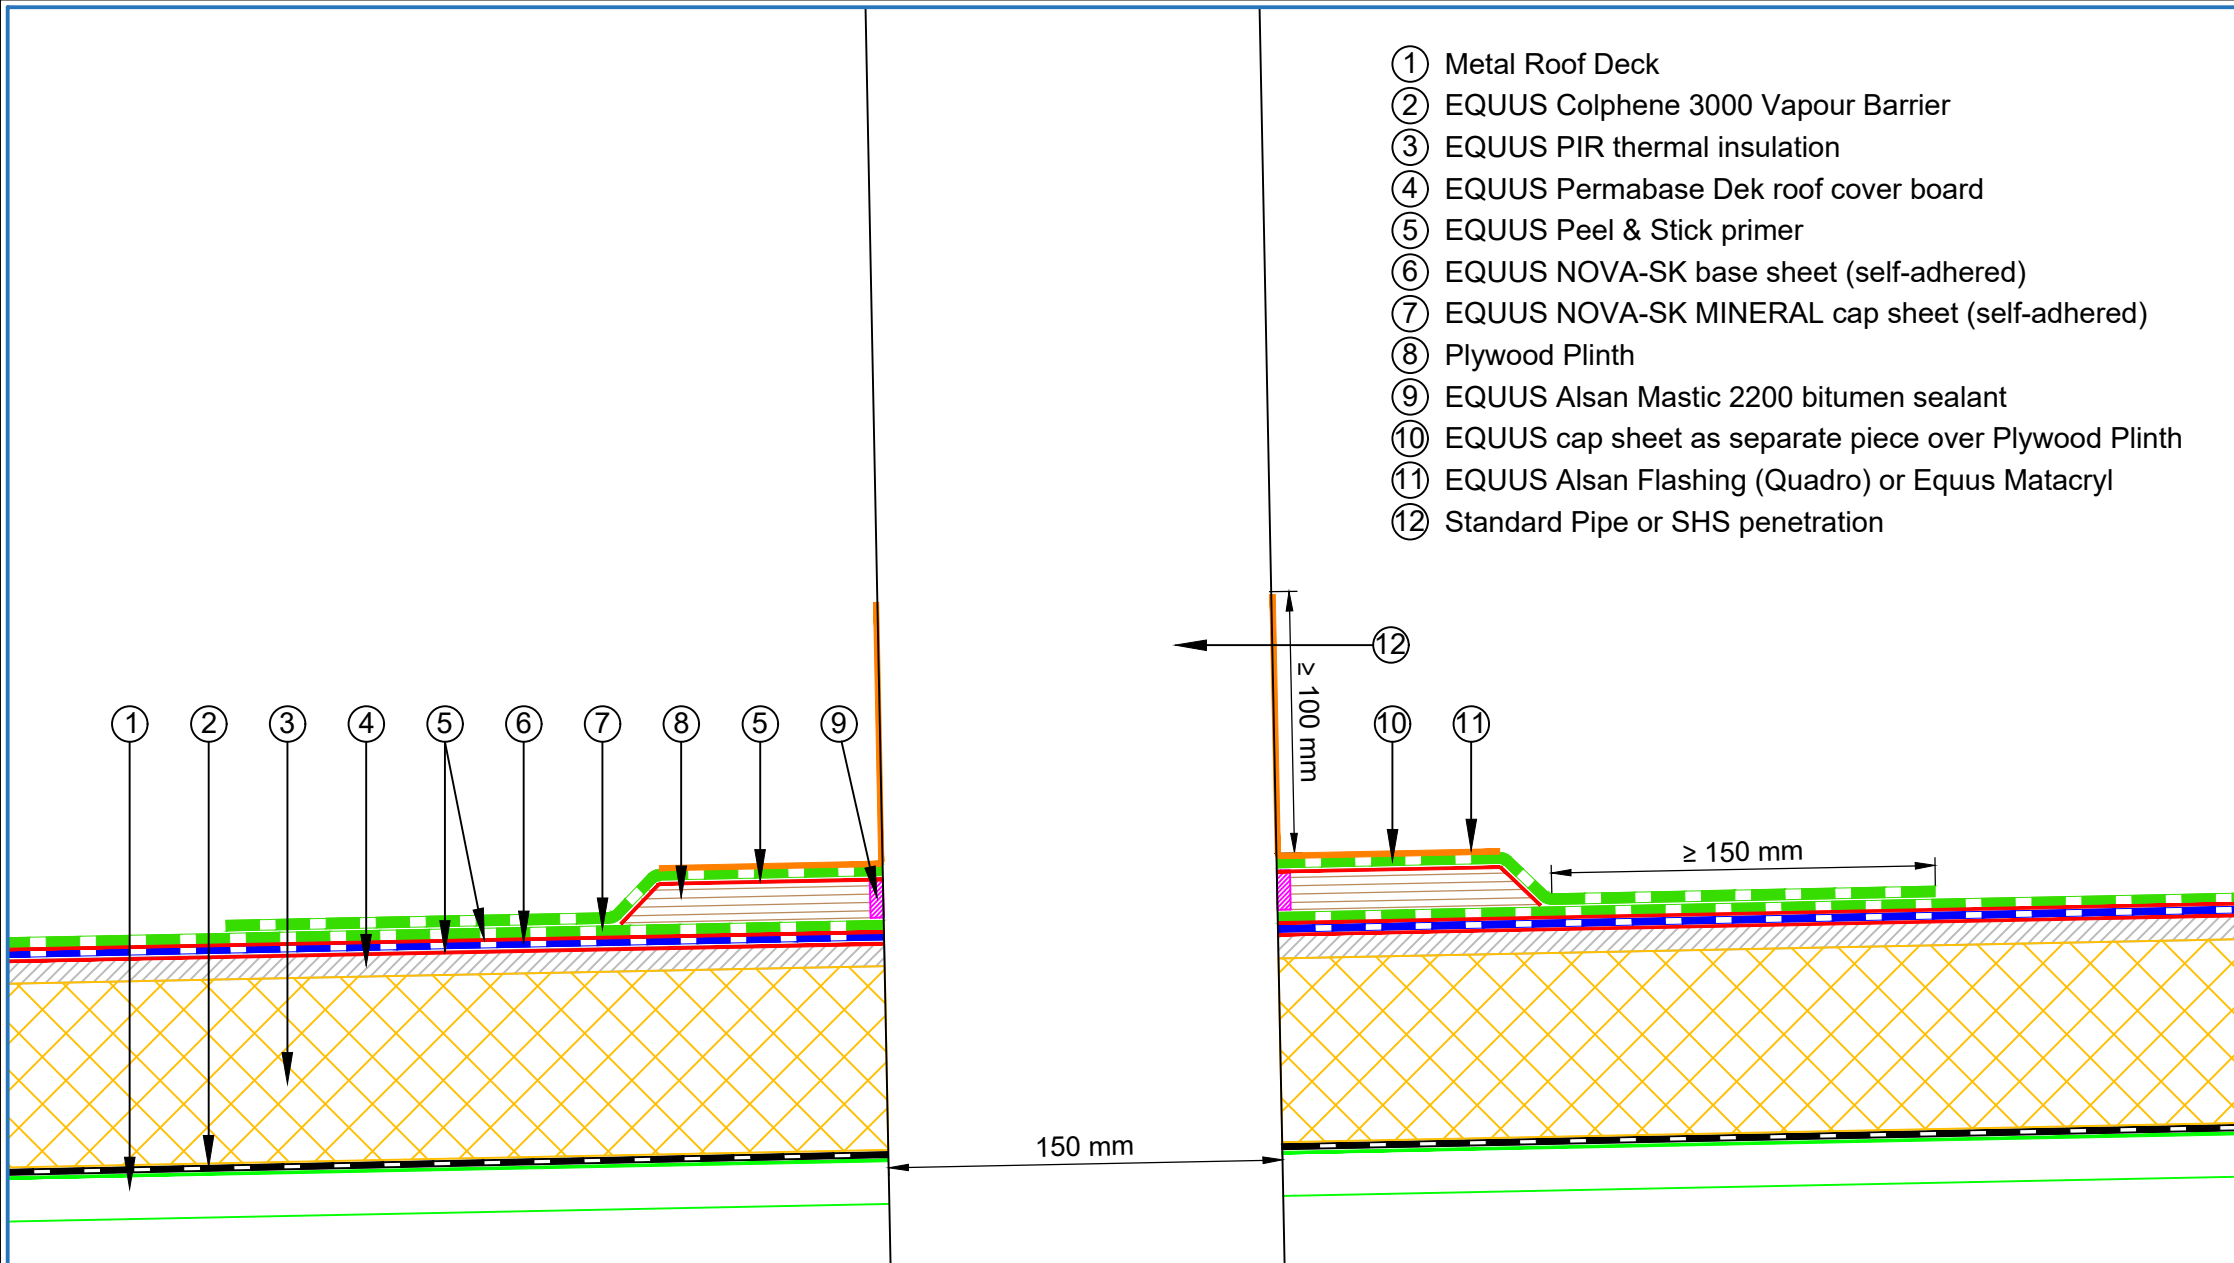 ① Metal Roof Deck
② EQUUS Colphene 3000 Vapour Barrier
③ EQUUS PIR thermal insulation
④ EQUUS Permabase Dek roof cover board
⑤ EQUUS Peel & Stick primer
⑥ EQUUS NOVA-SK base sheet (self-adhered)
⑦ EQUUS NOVA-SK MINERAL cap sheet (self-adhered)
⑧ Plywood Plinth
⑨ EQUUS Alsan Mastic 2200 bitumen sealant
⑩ EQUUS cap sheet as separate piece over Plywood Plinth
⑪ EQUUS Alsan Flashing (Quadro) or Equus Matacryl
⑫ Standard Pipe or SHS penetration
⑫
≥ 100 mm
① ② ③ ④ ⑤ ⑥ ⑦ ⑧ ⑤ ⑨ ⑩ ⑪
≥ 150 mm
150 mm